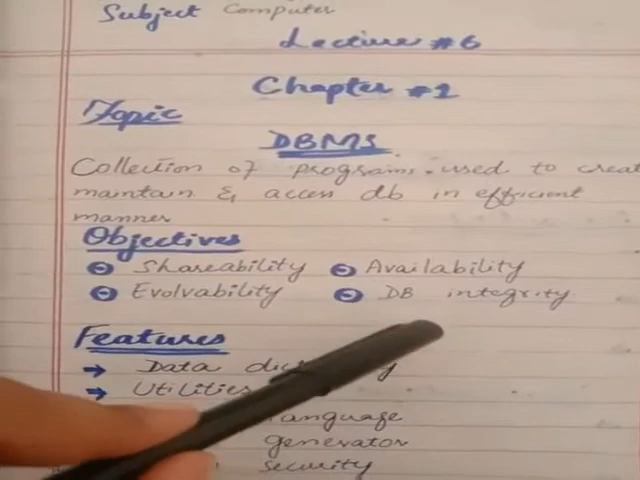 Subject Computer
Lecture #6
Chapter #1
Topic
DBMS
Collection of programs used to creat
maintain & access db in efficient
manner
Objectives
Shareability Availability
Evolvability DB integrity
Features
→ Data
→ Utilities
language
generator
security